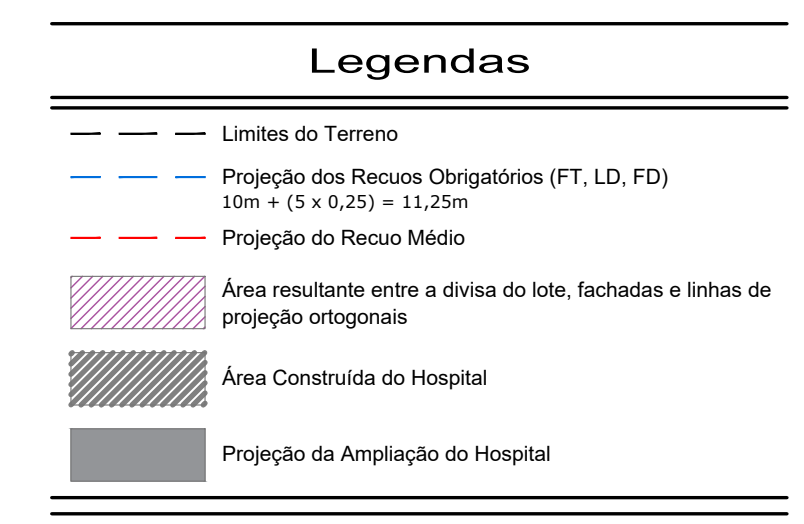 Legendas
Limites do Terreno
Projeção dos Recuos Obrigatórios (FT, LD, FD)
10m + (5 x 0,25) = 11,25m
Projeção do Recuo Médio
Área resultante entre a divisa do lote, fachadas e linhas de
projeção ortogonais
Área Construída do Hospital
Projeção da Ampliação do Hospital